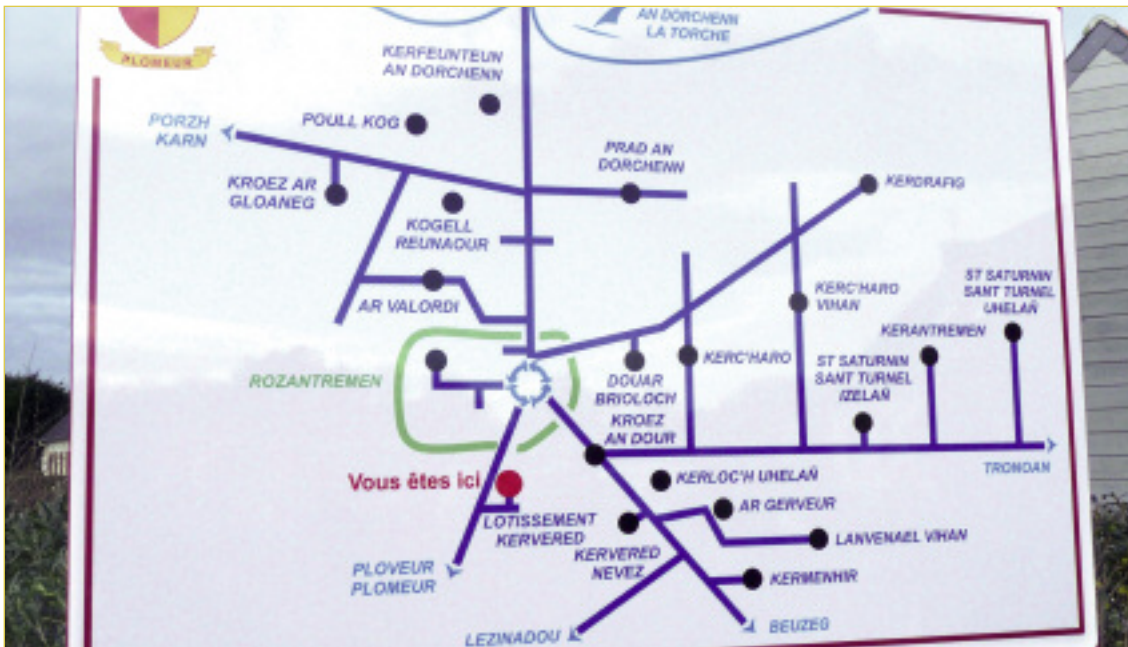 PLOMEUR
AN DORCHENN
LA TORCHE
KERFEUNTEUN
AN DORCHENN
PORZH
KARN
POULL KOG
PRAD AN
DORCHENN
KROEZ AR
GLOANEG
KOGELL
REUNAOUR
KERDRAFIG
AR VALORDI
KERC'HARO
VIHAN
ST SATURNIN
SANT TURNEL
UHELAÑ
KERANTREMEN
ROZANTREMEN
DOUAR
BRIOLOCH
KERC'HARO
ST SATURNIN
SANT TURNEL
IZELAÑ
KROEZ
AN DOUR
TRONOAN
Vous êtes ici
KERLOC'H UHELAÑ
LOTISSEMENT
KERVERED
AR GERVEUR
KERVERED
NEVEZ
LANVENAEL VIHAN
PLOVEUR
PLOMEUR
KERMENHIR
LEZINADOU
BEUZEG